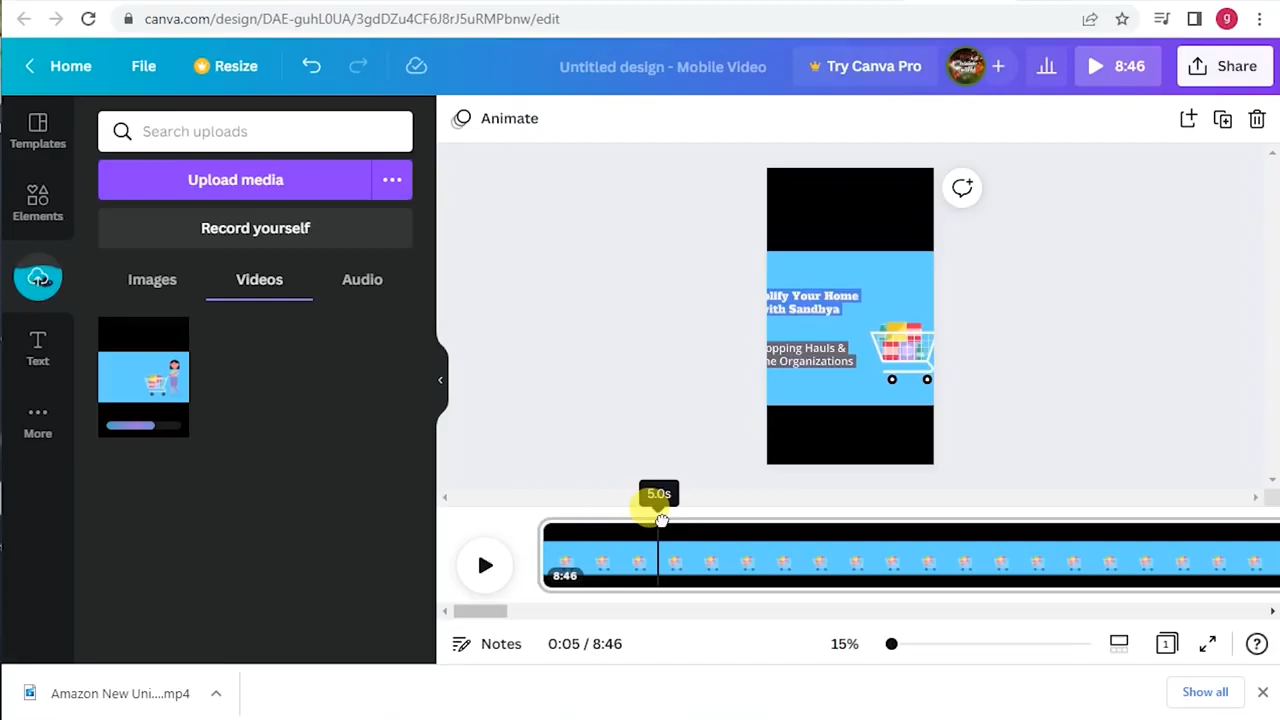 canva.com/design/DAE-guhL0UA/3gdDZu4CF6J8rJ5uRMPbnw/edit
g
Home
File
Resize
Untitled design - Mobile Video
Try Canva Pro
8:46
Share
Templates
Elements
Text
More
Search uploads
Upload media
Record yourself
Images
Videos
Audio
Animate
lify Your Home
ith Sandhya
opping Hauls &
e Organizations
5.0s
8:46
Notes
0:05 / 8:46
15%
1
Amazon New Uni....mp4
Show all